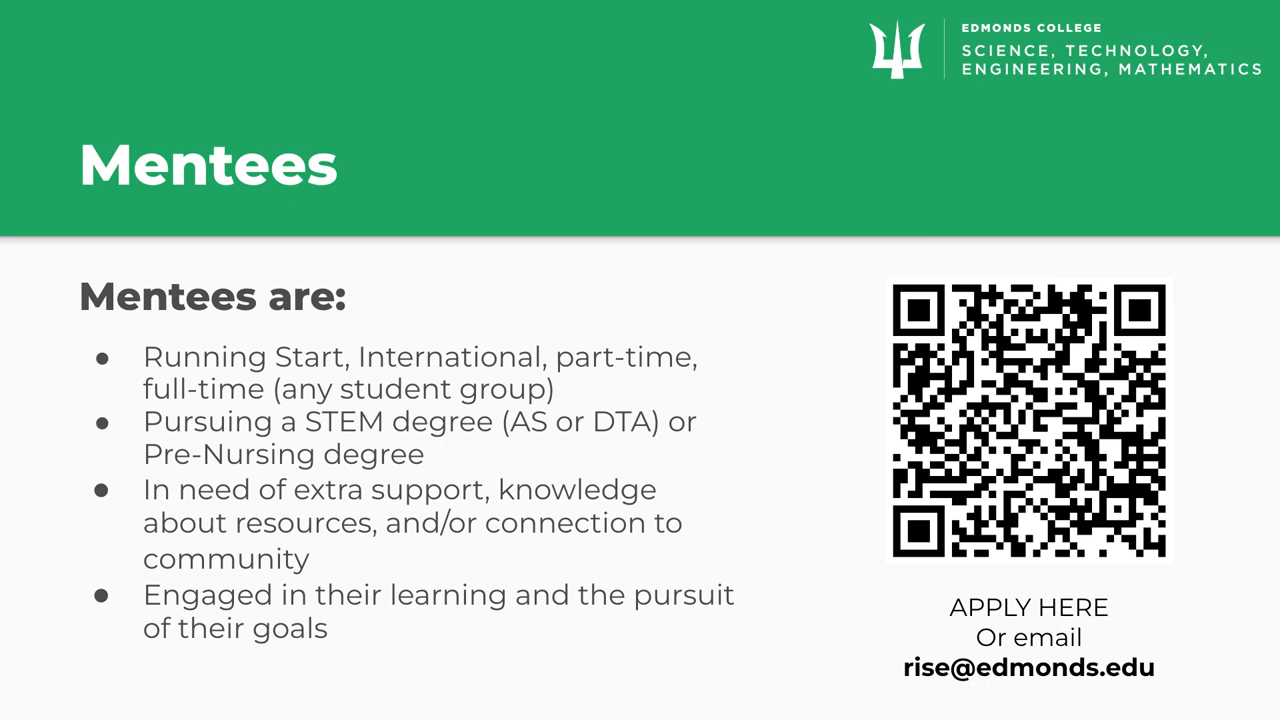 EDMONDS COLLEGE
SCIENCE, TECHNOLOGY,
ENGINEERING, MATHEMATICS
Mentees
Mentees are:
● Running Start, International, part-time,
full-time (any student group)
● Pursuing a STEM degree (AS or DTA) or
Pre-Nursing degree
● In need of extra support, knowledge
about resources, and/or connection to
community
● Engaged in their learning and the pursuit
of their goals
APPLY HERE
Or email
rise@edmonds.edu